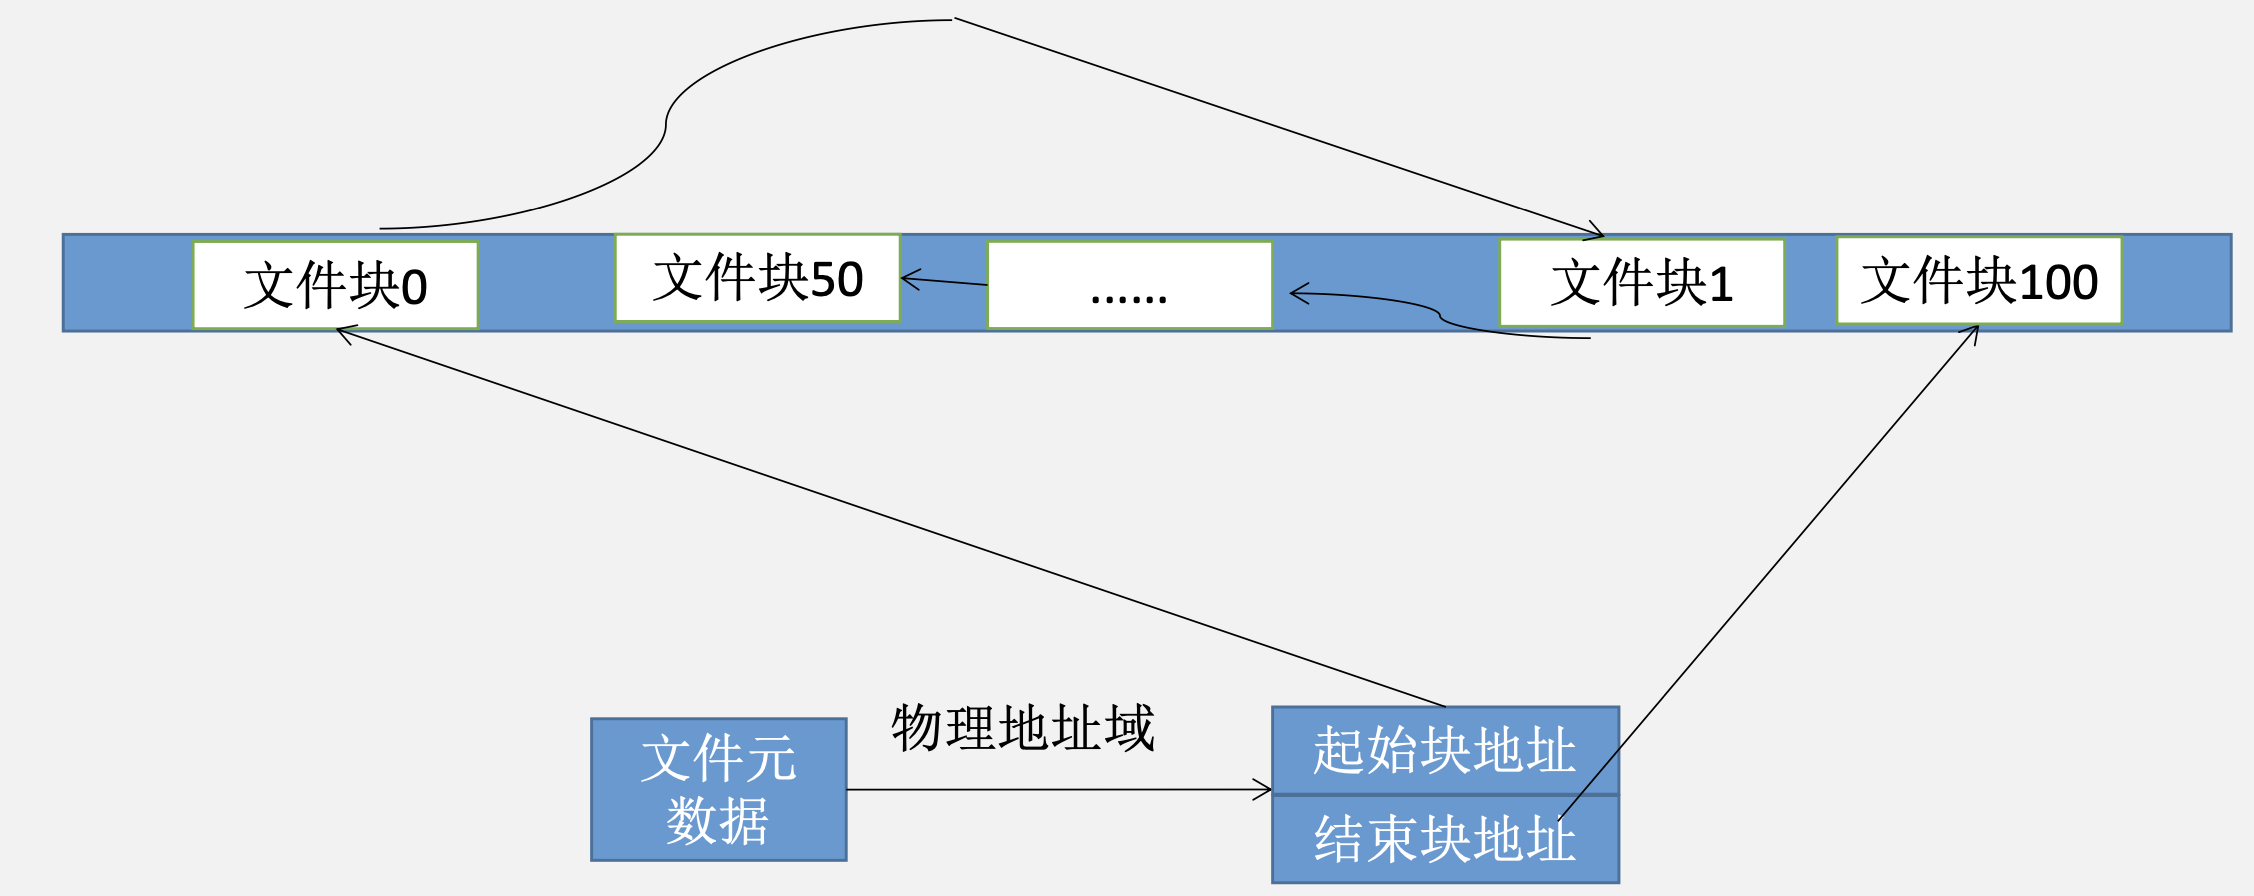 文件块0
文件块50
......
文件块1
文件块100
物理地址域
文件元
数据
起始块地址
结束块地址